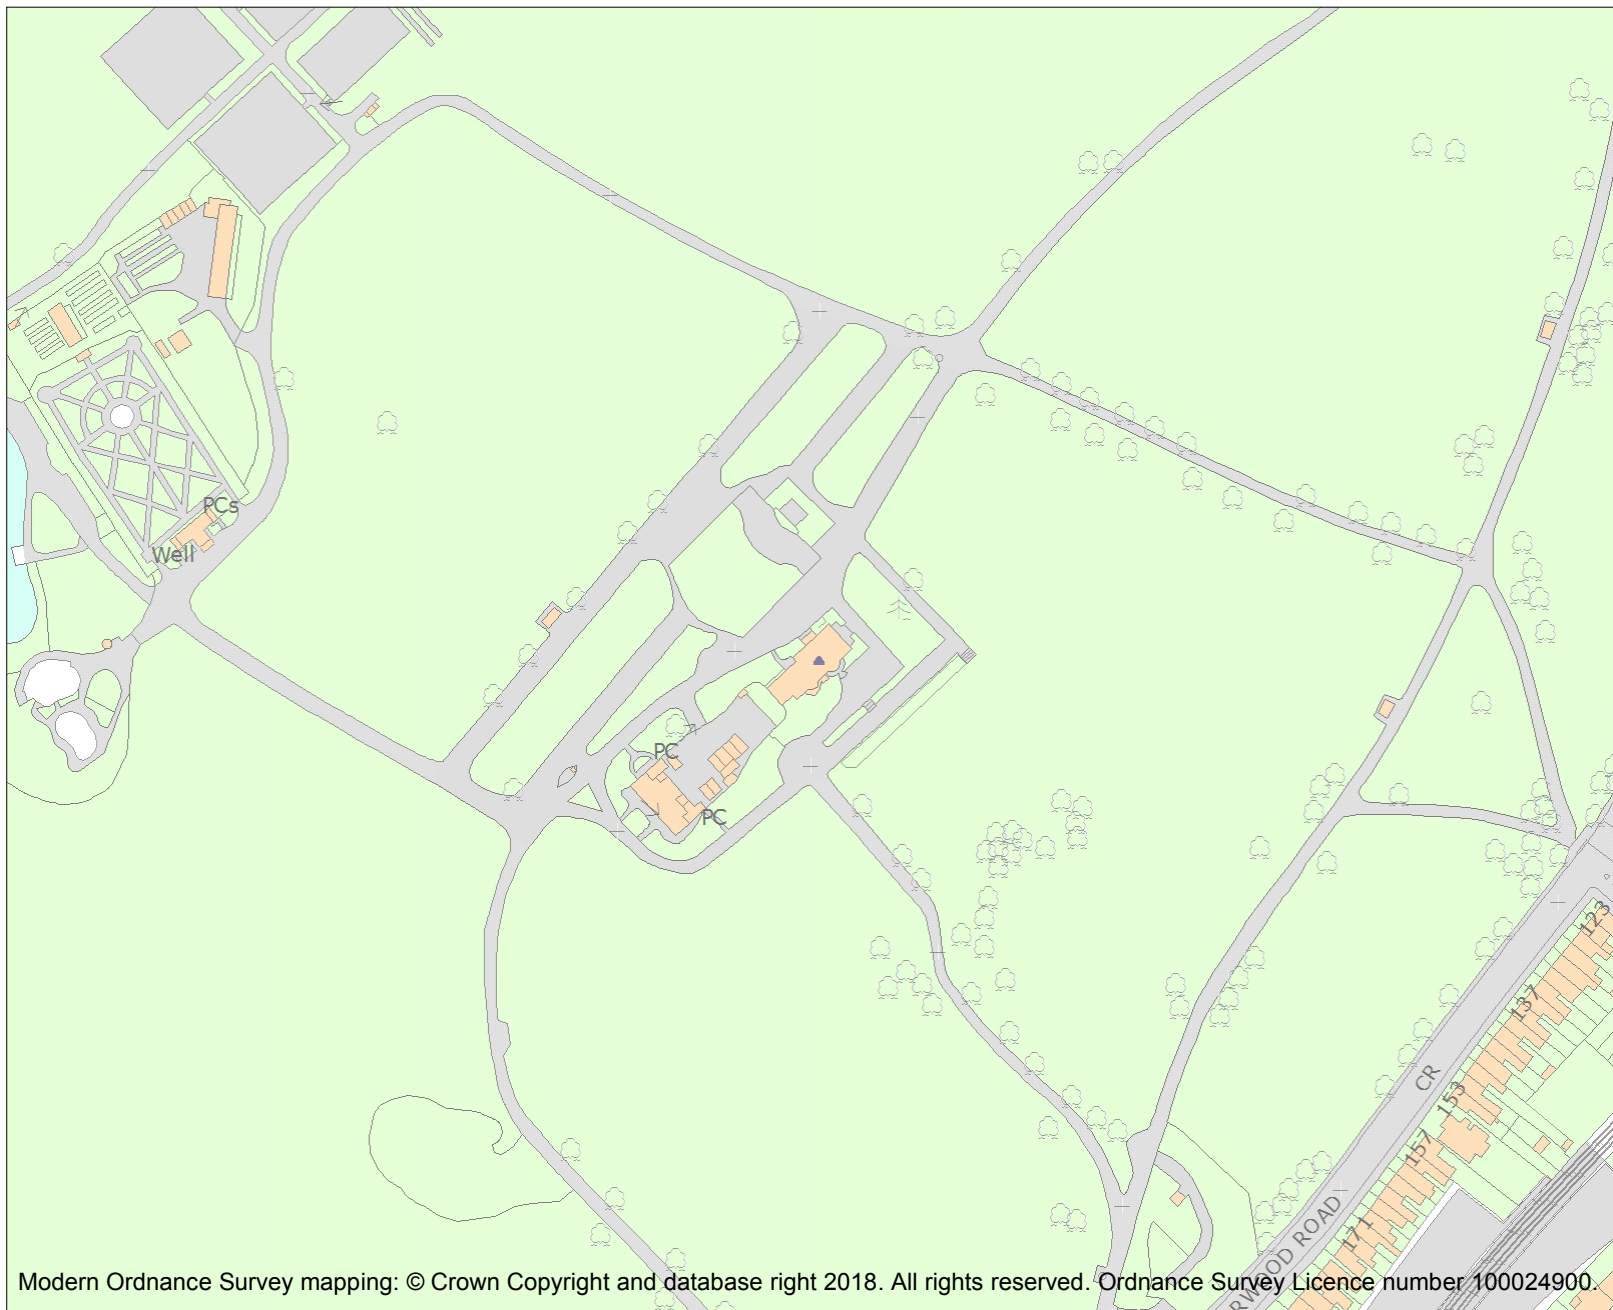 PCs
Well
PC
PC
123
137
CR
153
157
RWOOD ROAD
171
Modern Ordnance Survey mapping: © Crown Copyright and database right 2018. All rights reserved. Ordnance Survey Licence number 100024900.